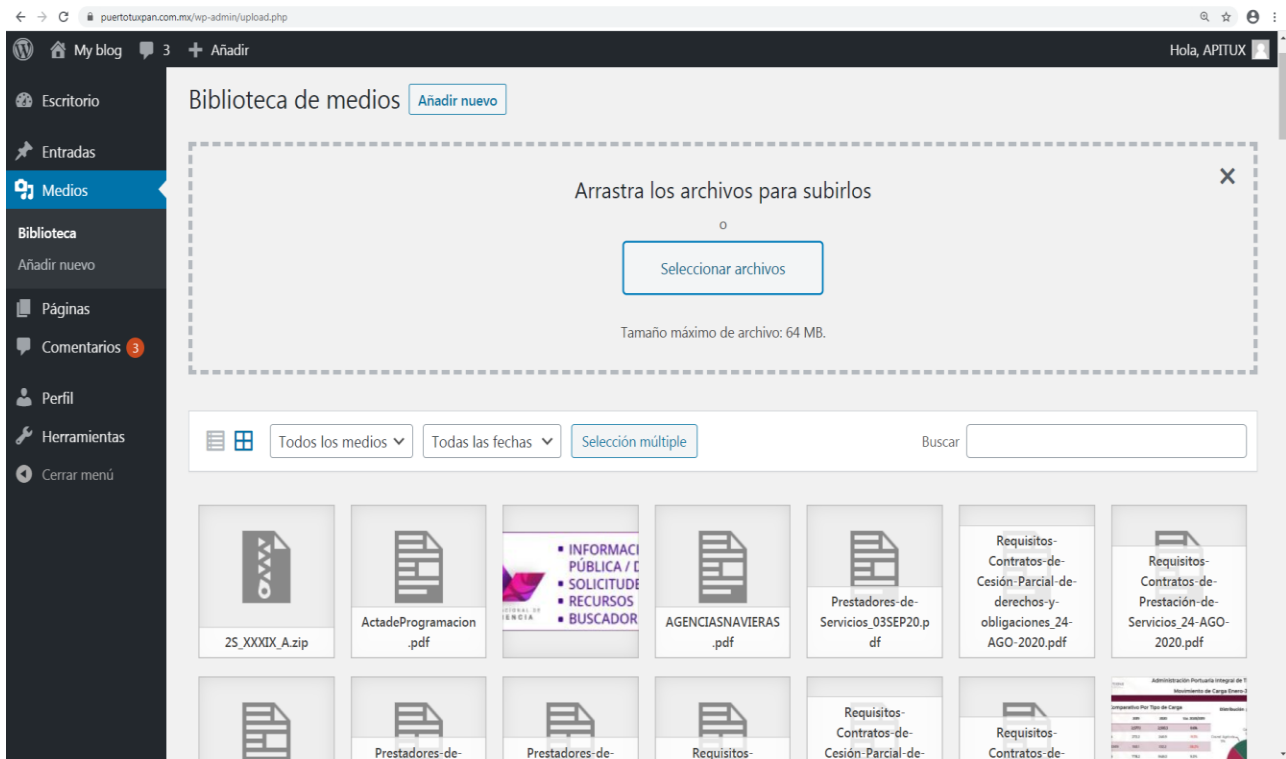 puertotuxpan.com.mx/wp-admin/upload.php
My blog 3 + Añadir
Hola, APITUX
Escritorio
Entradas
Medios
Biblioteca
Añadir nuevo
Páginas
Comentarios 3
Perfil
Herramientas
Cerrar menú
Biblioteca de medios Añadir nuevo
Arrastra los archivos para subirlos
o
Seleccionar archivos
Tamaño máximo de archivo: 64 MB.
Todos los medios Todas las fechas Selección múltiple Buscar
2S_XXXIX_A.zip
ActadeProgramacion
.pdf
▪ INFORMACI
PÚBLICA / D
▪ SOLICITUDE
▪ RECURSOS
▪ BUSCADOR
AGENCIASNAVIERAS
.pdf
Prestadores-de-
Servicios_03SEP20.p
df
Requisitos-
Contratos-de-
Cesión-Parcial-de-
derechos-y-
obligaciones_24-
AGO-2020.pdf
Requisitos-
Contratos-de-
Prestación-de-
Servicios_24-AGO-
2020.pdf
Prestadores-de-
Prestadores-de-
Requisitos-
Requisitos-
Contratos-de-
Cesión-Parcial-de-
Requisitos-
Contratos-de-
Administración Portuaria Integral de T
Movimiento de Carga Enero-
Comparativo Por Tipo de Carga